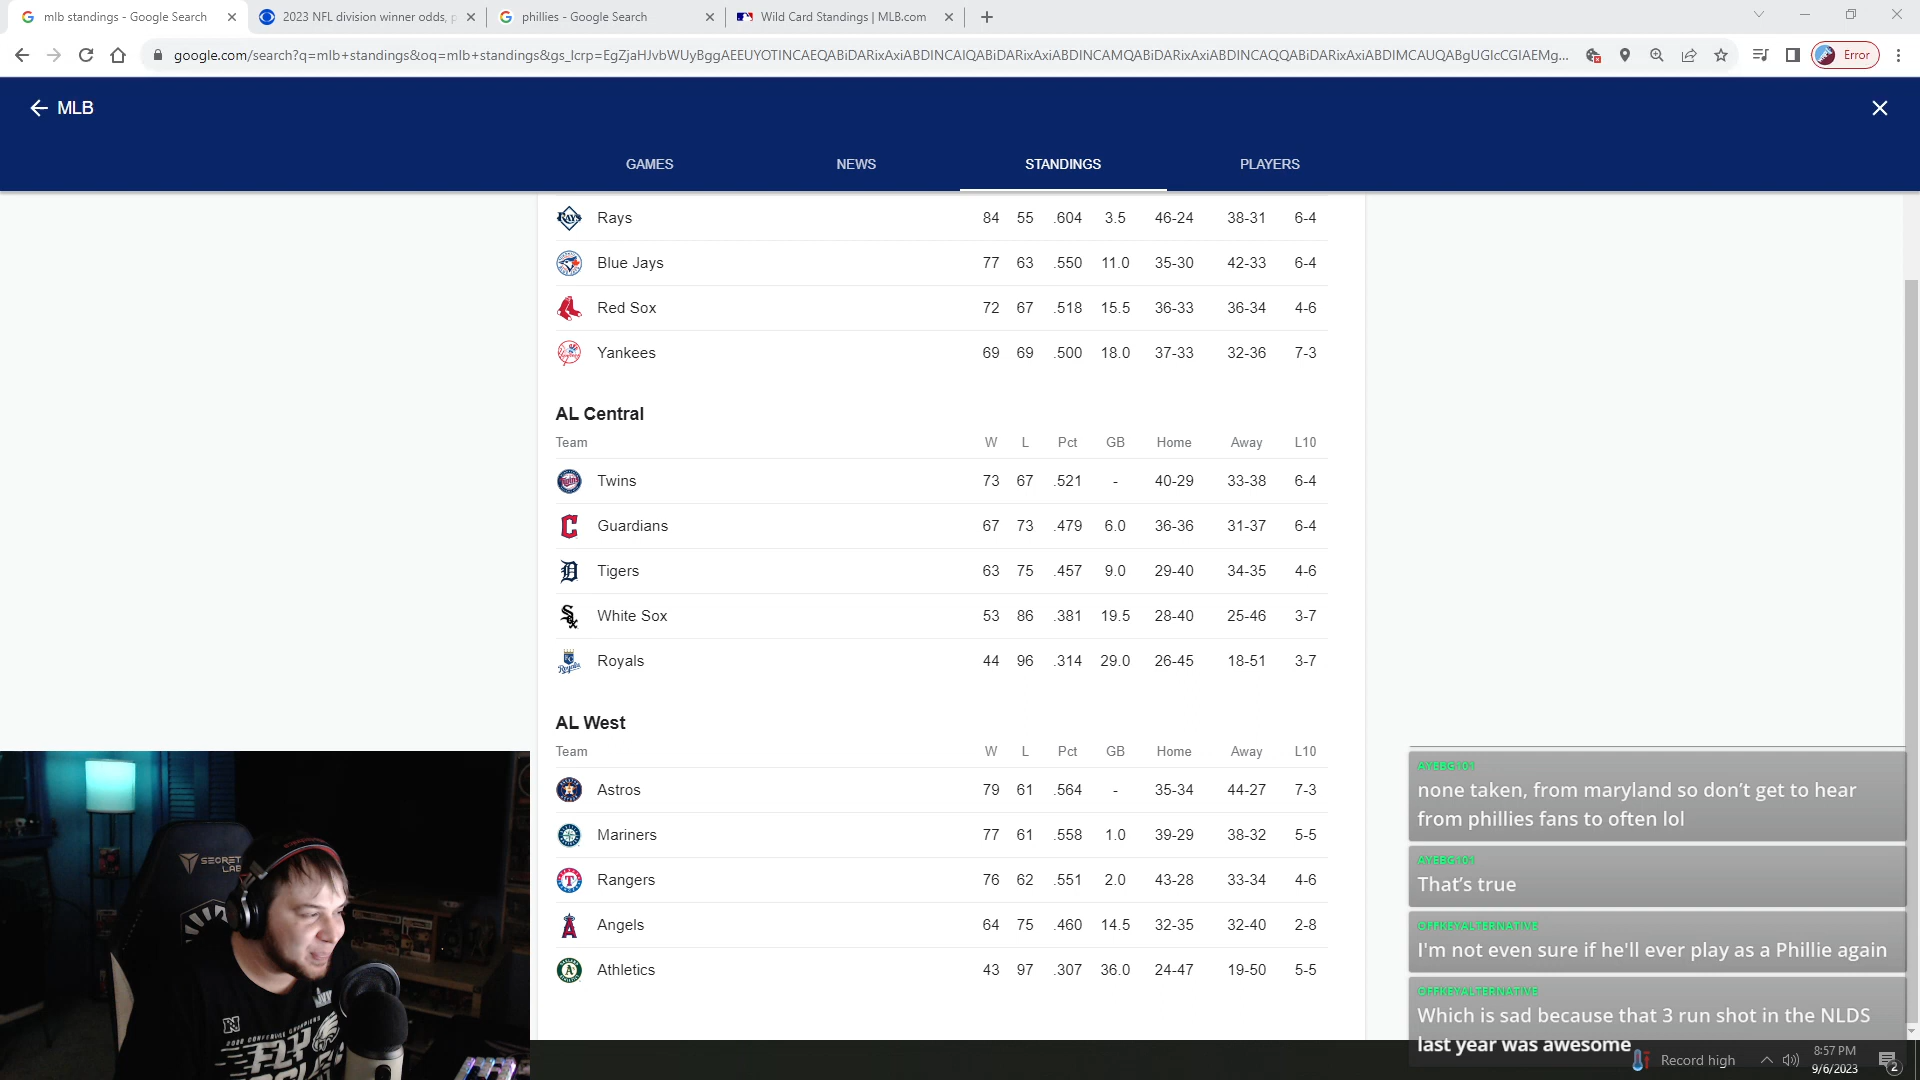 mlb standings - Google Search
2023 NFL division winner odds, p
phillies - Google Search
Wild Card Standings | MLB.com
google.com/search?q=mlb+standings&oq=mlb+standings&gs_lcrp=EgZjaHJvbWUyBggAEEUYOTINCAEQABiDARixAxiABDINCAIQABiDARixAxiABDINCAMQABiDARixAxiABDINCAQQABiDARixAxiABDIMCAUQABgUGIcCGIAEMg...
Error
MLB
GAMES NEWS STANDINGS PLAYERS
Rays 84 55 .604 3.5 46-24 38-31 6-4
Blue Jays 77 63 .550 11.0 35-30 42-33 6-4
Red Sox 72 67 .518 15.5 36-33 36-34 4-6
Yankees 69 69 .500 18.0 37-33 32-36 7-3
AL Central
Team W L Pct GB Home Away L10
Twins 73 67 .521 - 40-29 33-38 6-4
Guardians 67 73 .479 6.0 36-36 31-37 6-4
Tigers 63 75 .457 9.0 29-40 34-35 4-6
White Sox 53 86 .381 19.5 28-40 25-46 3-7
Royals 44 96 .314 29.0 26-45 18-51 3-7
AL West
Team W L Pct GB Home Away L10
Astros 79 61 .564 - 35-34 44-27 7-3
Mariners 77 61 .558 1.0 39-29 38-32 5-5
Rangers 76 62 .551 2.0 43-28 33-34 4-6
Angels 64 75 .460 14.5 32-35 32-40 2-8
Athletics 43 97 .307 36.0 24-47 19-50 5-5
SECRET
LAB
FLY
AYEBG101
none taken, from maryland so don't get to hear
from phillies fans to often lol
AYEBG101
That's true
OFFKEYALTERNATIVE
I'm not even sure if he'll ever play as a Phillie again
OFFKEYALTERNATIVE
Which is sad because that 3 run shot in the NLDS
last year was awesome
Record high
8:57 PM
9/6/2023
2